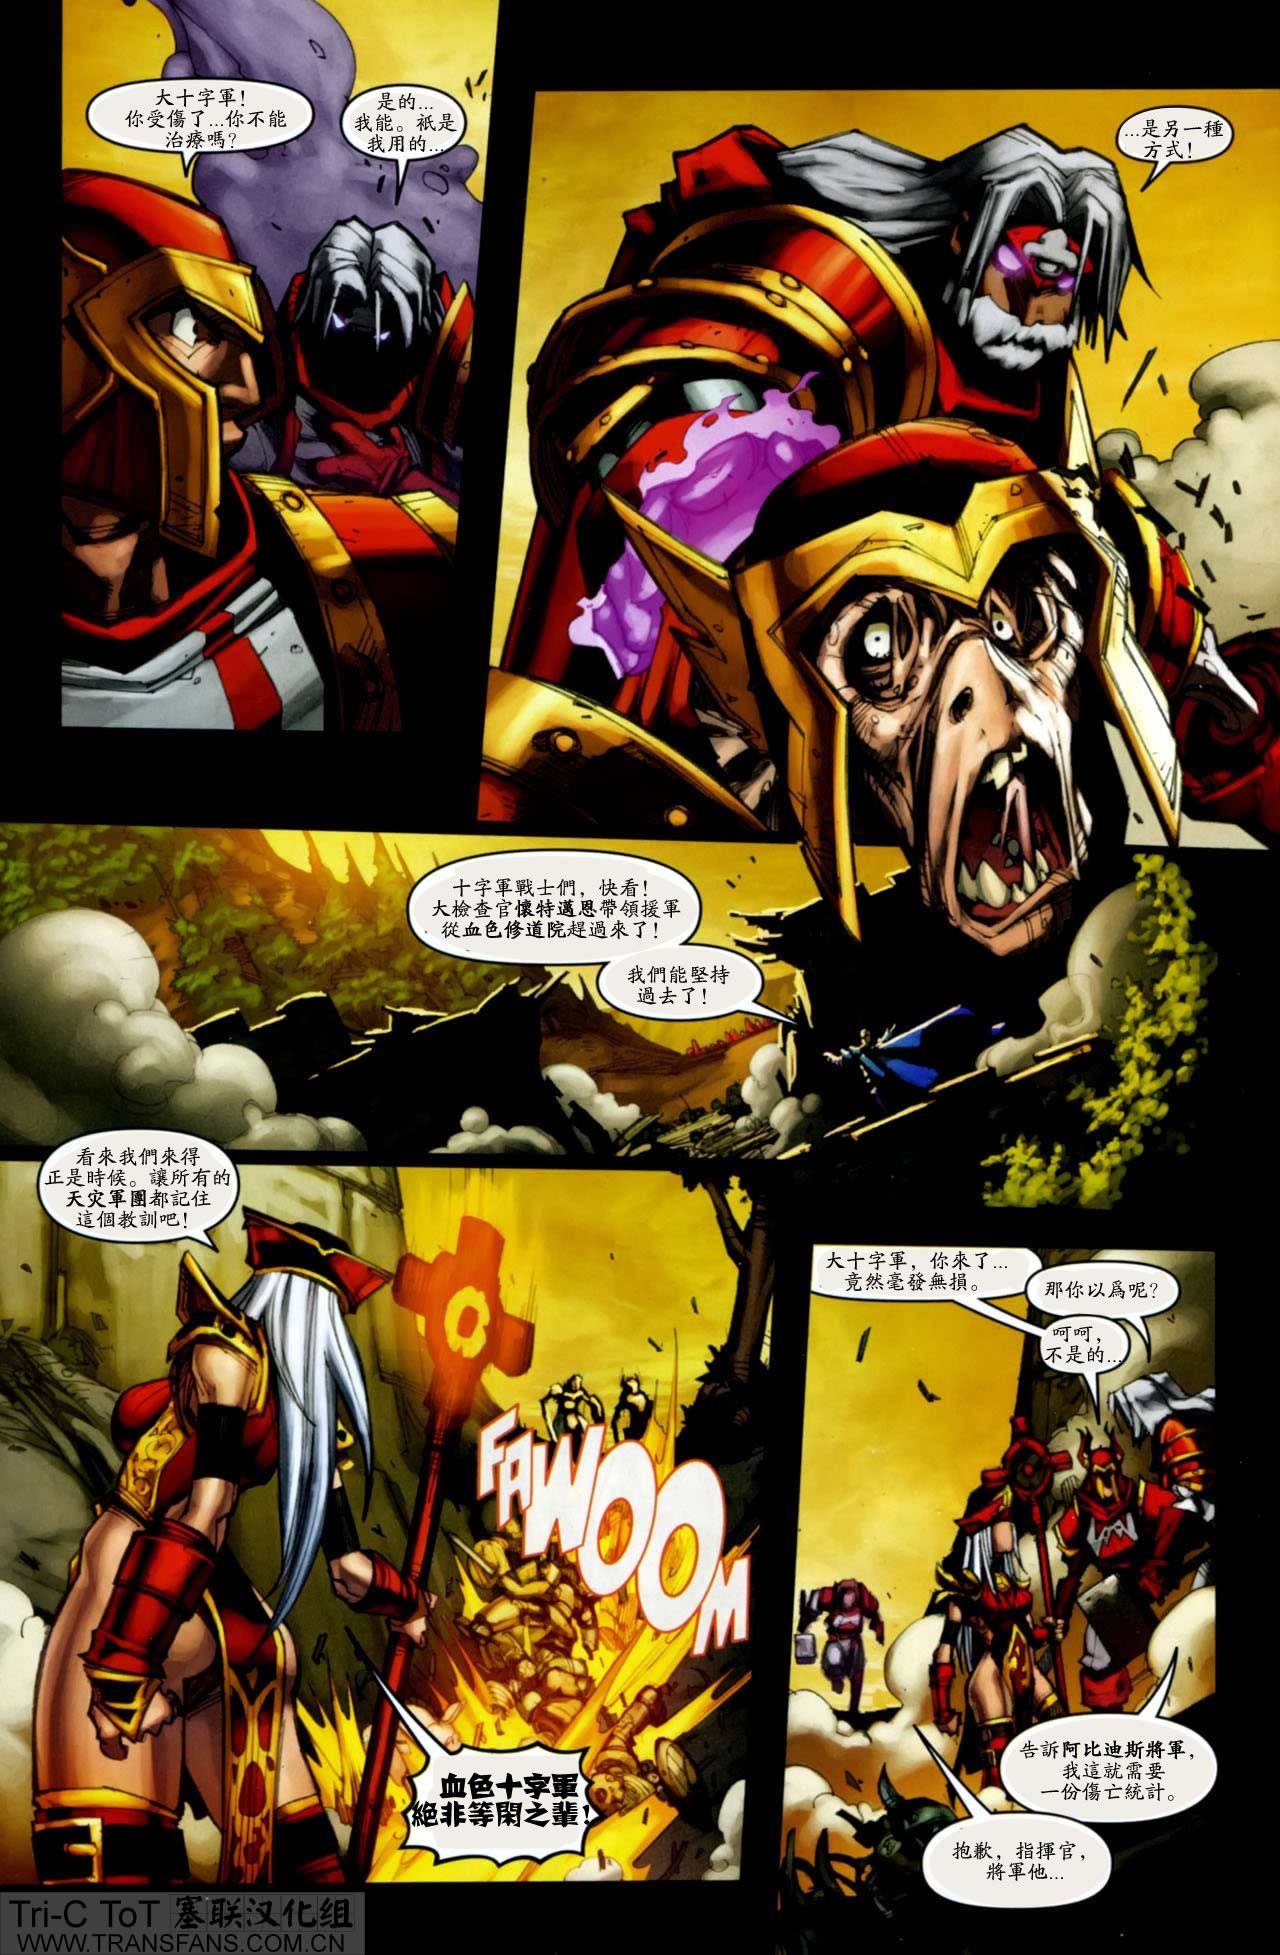 大十字軍！
你受傷了...你不能
治療嗎？
是的...
我能。衹是
我用的...
...是另一種
方式！
十字軍戰士們，快看！
大檢查官懷特邁恩帶領援軍
從血色修道院趕過來了！
我們能堅持
過去了！
看來我們來得
正是時候。讓所有的
天灾軍團都記住
這個教訓吧！
FAWOOOM
血色十字軍
絕非等閑之輩！
大十字軍，你來了...
竟然毫發無損。
那你以爲呢？
呵呵，
不是的...
告訴阿比迪斯將軍，
我這就需要
一份傷亡統計。
抱歉，指揮官，
將軍他...
Tri-C ToT 塞联汉化组
WWW.TRANSFANS.COM.CN